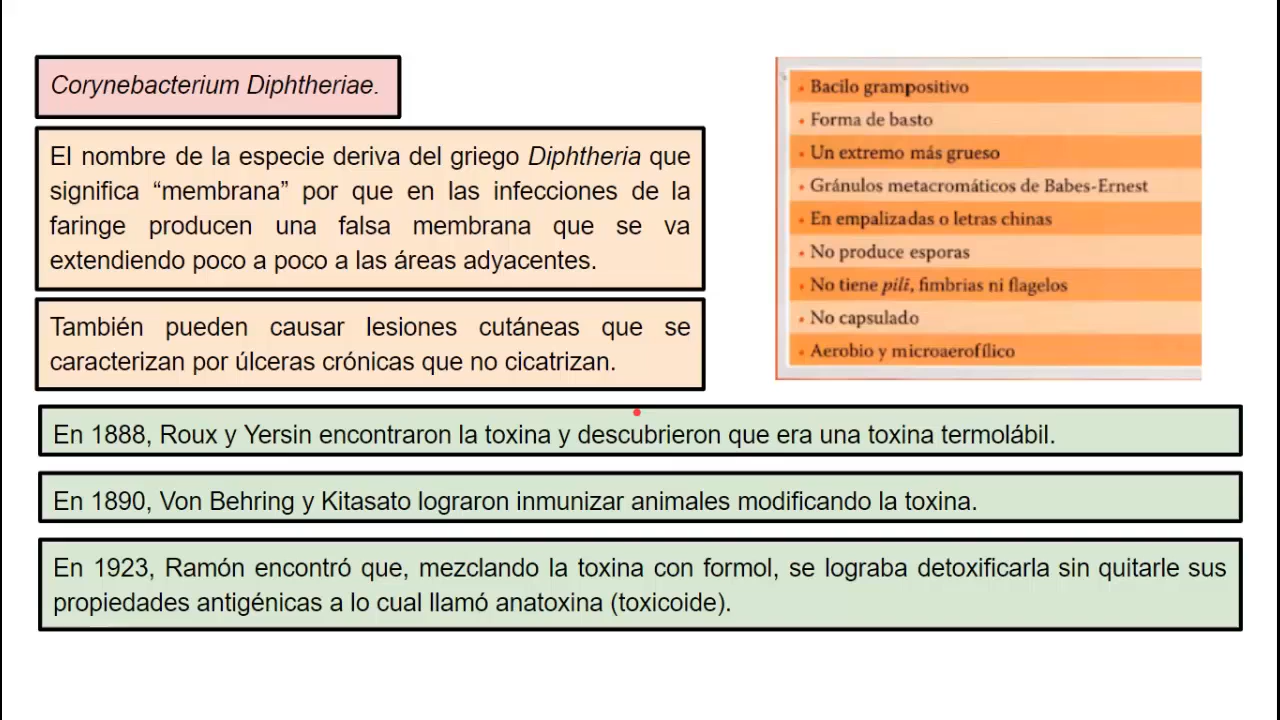 Corynebacterium Diphtheriae.
El nombre de la especie deriva del griego Diphtheria que
significa “membrana” por que en las infecciones de la
faringe producen una falsa membrana que se va
extendiendo poco a poco a las áreas adyacentes.
También pueden causar lesiones cutáneas que se
caracterizan por úlceras crónicas que no cicatrizan.
• Bacilo grampositivo
• Forma de basto
• Un extremo más grueso
• Gránulos metacromáticos de Babes-Ernest
• En empalizadas o letras chinas
• No produce esporas
• No tiene pili, fimbrias ni flagelos
• No capsulado
• Aerobio y microaerofílico
En 1888, Roux y Yersin encontraron la toxina y descubrieron que era una toxina termolábil.
En 1890, Von Behring y Kitasato lograron inmunizar animales modificando la toxina.
En 1923, Ramón encontró que, mezclando la toxina con formol, se lograba detoxificarla sin quitarle sus
propiedades antigénicas a lo cual llamó anatoxina (toxicoide).